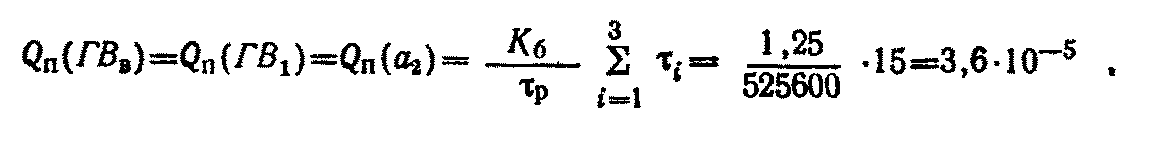 Qп(ГВв)=Qп(ГВ1)=Qп(a2)= Kб/τр 3∑i=1 τi= 1,25/525600 ·15=3,6·10−5 .